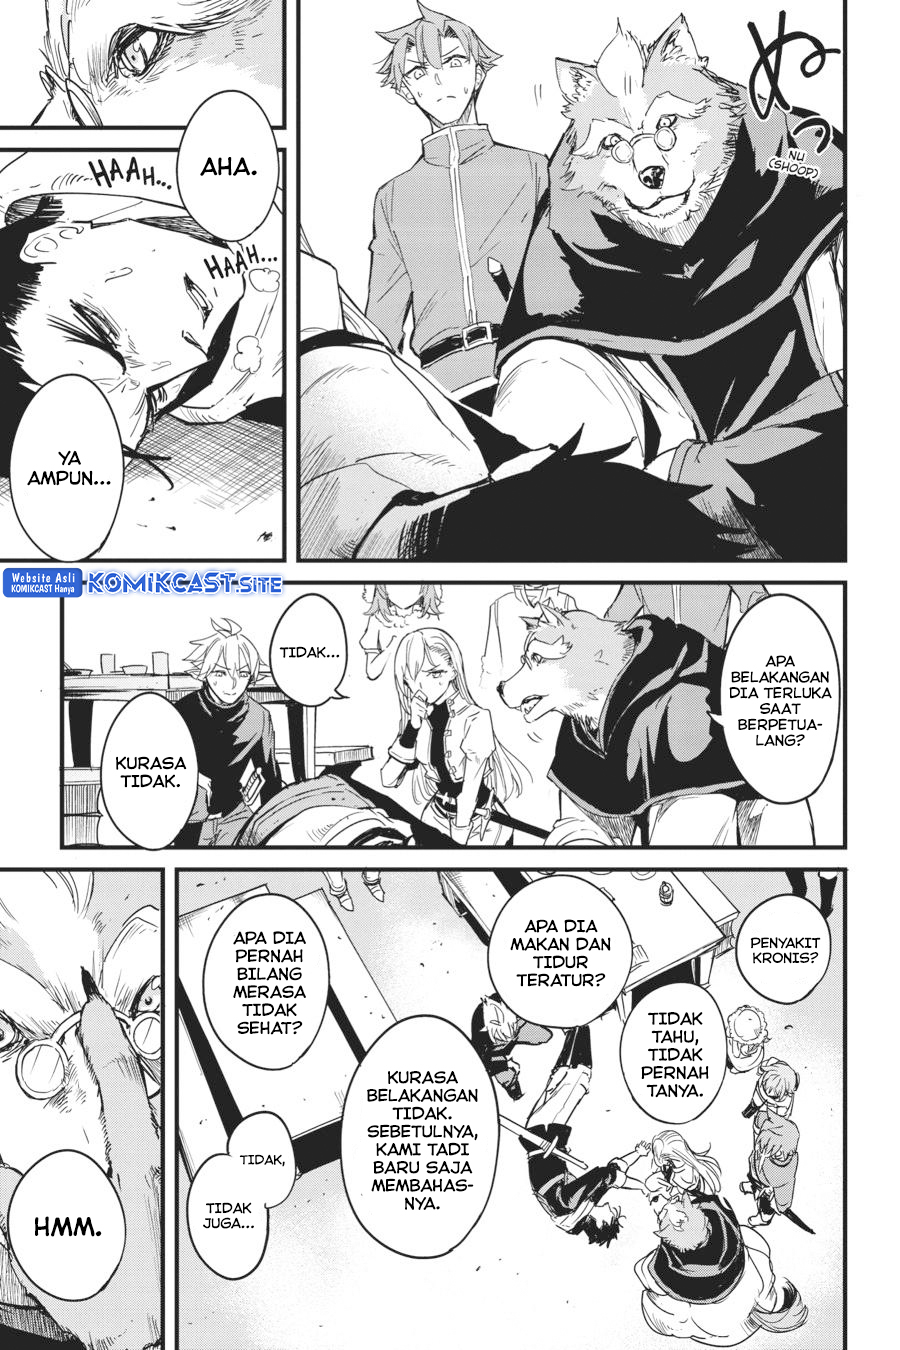 ぬっ
NU
(SHOOP)
AHA.
HAAH...
HAAH...
YA
AMPUN...
Website Asli
KOMIKCAST Hanya
KOMIKCAST.SITE
APA
BELAKANGAN
DIA TERLUKA
SAAT
BERPETUA-
LANG?
TIDAK...
KURASA
TIDAK.
PENYAKIT
KRONIS?
TIDAK
TAHU,
TIDAK
PERNAH
TANYA.
APA DIA
MAKAN DAN
TIDUR
TERATUR?
KURASA
BELAKANGAN
TIDAK.
SEBETULNYA,
KAMI TADI
BARU SAJA
MEMBAHAS-
NYA.
APA DIA
PERNAH
BILANG
MERASA
TIDAK
SEHAT?
TIDAK,
TIDAK
JUGA...
HMM.